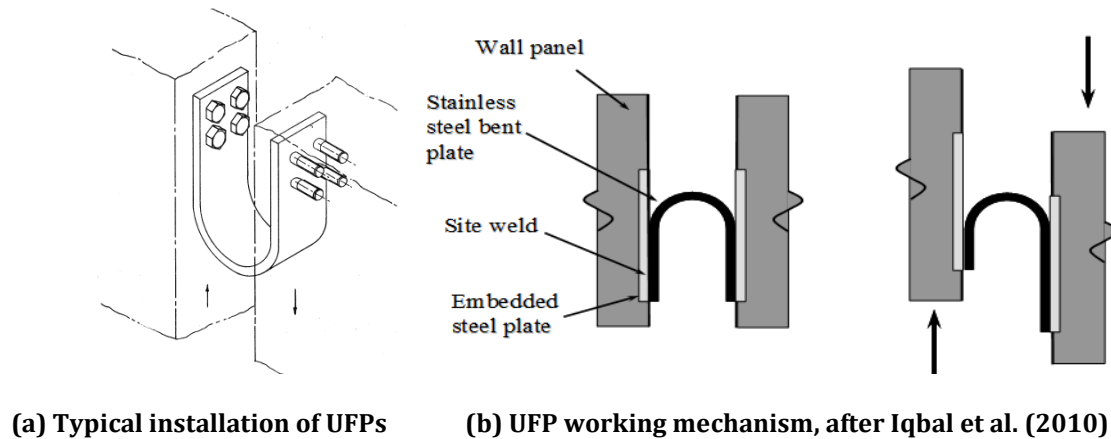 Wall panel
Stainless
steel bent
plate
Site weld
Embedded
steel plate
(a) Typical installation of UFPs
(b) UFP working mechanism, after Iqbal et al. (2010)